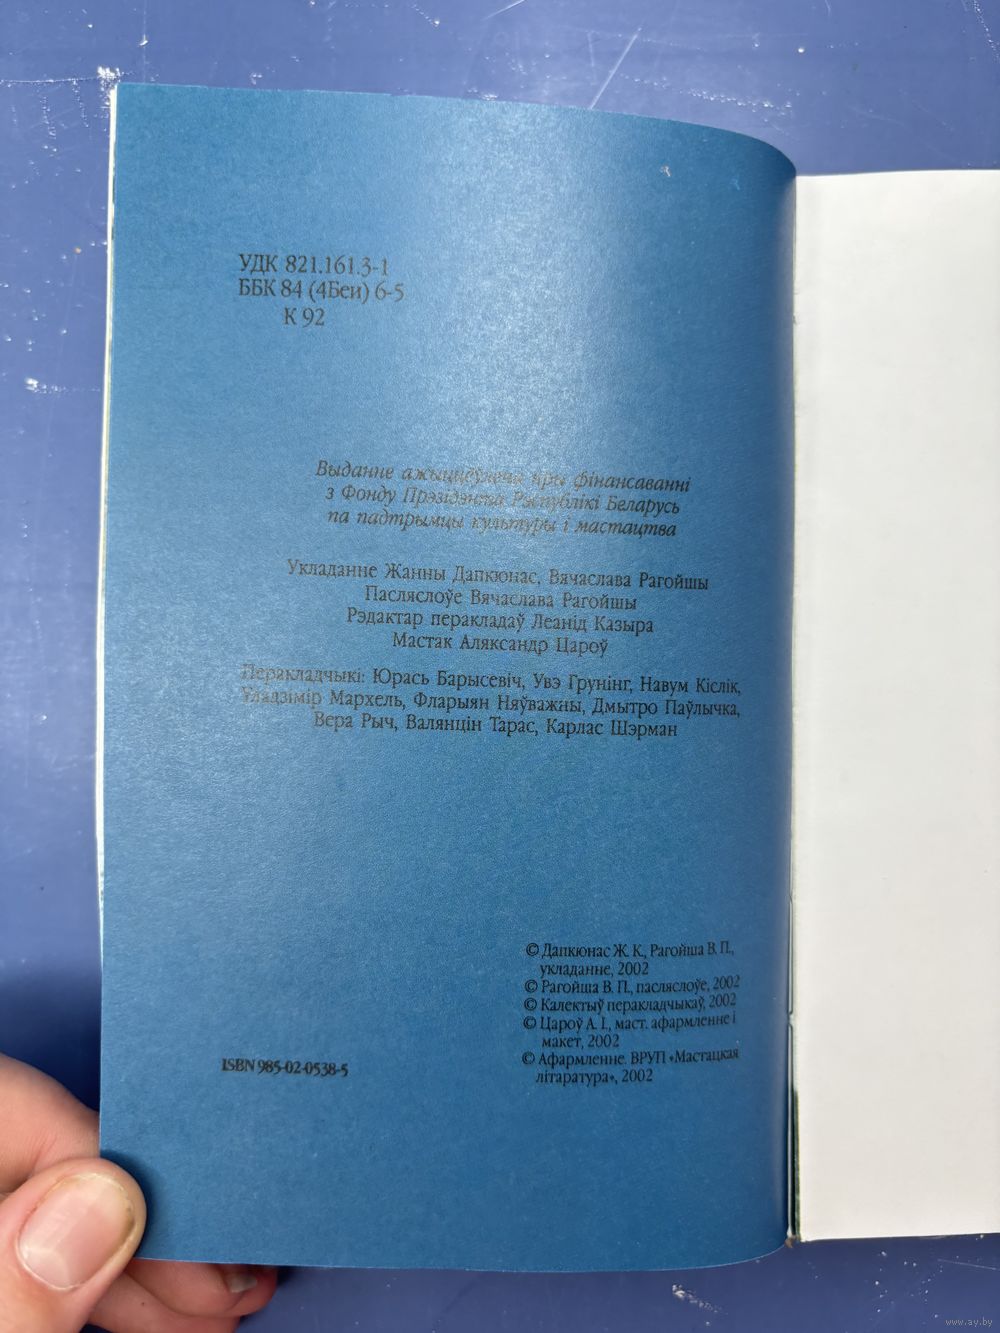 УДК 821.161.3-1
ББК 84 (4Беи) 6-5
К 92
Выданне ажыццёўлена пры фінансаванні
з Фонду Прэзідэнта Рэспублікі Беларусь
па падтрымцы культуры і мастацтва
Укладанне Жанны Дапкюнас, Вячаслава Рагойшы
Пасляслоўе Вячаслава Рагойшы
Рэдактар перакладаў Леанід Казыра
Мастак Аляксандр Цароў
Перакладчыкі: Юрась Барысевіч, Увэ Грунінг, Навум Кіслік,
Уладзімір Мархель, Фларыян Няўважны, Дмытро Паўлычка,
Вера Рыч, Валянцін Тарас, Карлас Шэрман
© Дапкюнас Ж. К., Рагойша В. П.,
укладанне, 2002
© Рагойша В. П., пасляслоўе, 2002
© Калектыў перакладчыкаў, 2002
© Цароў А. І., маст. афармленне і
макет, 2002
© Афармленне. ВРУП «Мастацкая
літаратура», 2002
ISBN 985-02-0538-5
www.ay.by